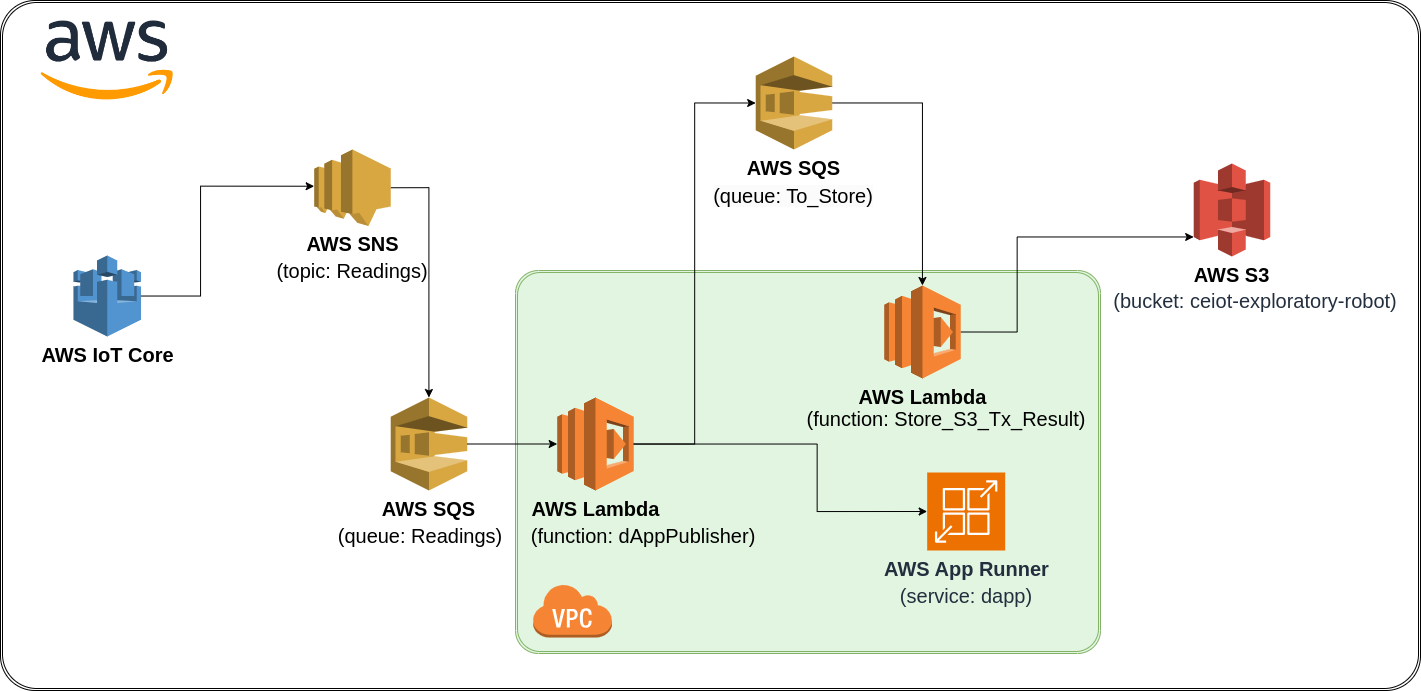 aws
AWS SQS
(queue: To_Store)
AWS SNS
(topic: Readings)
AWS S3
(bucket: ceiot-exploratory-robot)
AWS IoT Core
AWS Lambda
(function: Store_S3_Tx_Result)
AWS SQS
(queue: Readings)
AWS Lambda
(function: dAppPublisher)
AWS App Runner
(service: dapp)
VPC